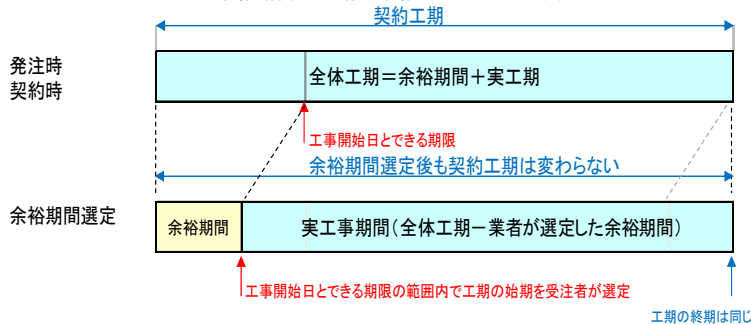 契約工期
発注時
契約時
全体工期＝余裕期間＋実工期
工事開始日とできる期限
余裕期間選定後も契約工期は変わらない
余裕期間選定
余裕期間
実工事期間（全体工期－業者が選定した余裕期間）
工事開始日とできる期限の範囲内で工期の始期を受注者が選定
工期の終期は同じ